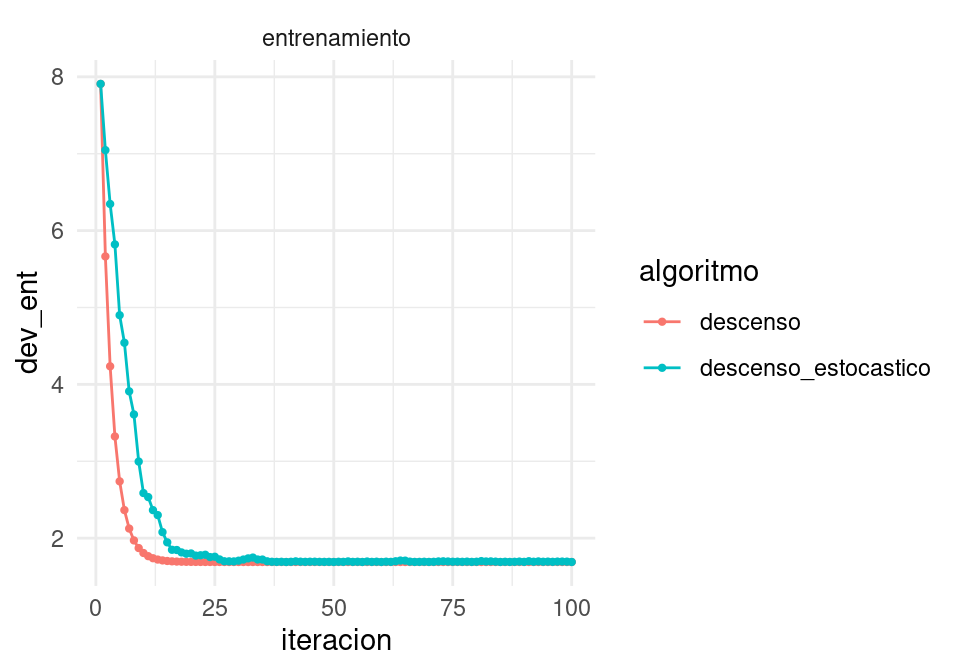 entrenamiento
8
6
4
2
dev_ent
0
25
50
75
100
iteracion
algoritmo
descenso
descenso_estocastico